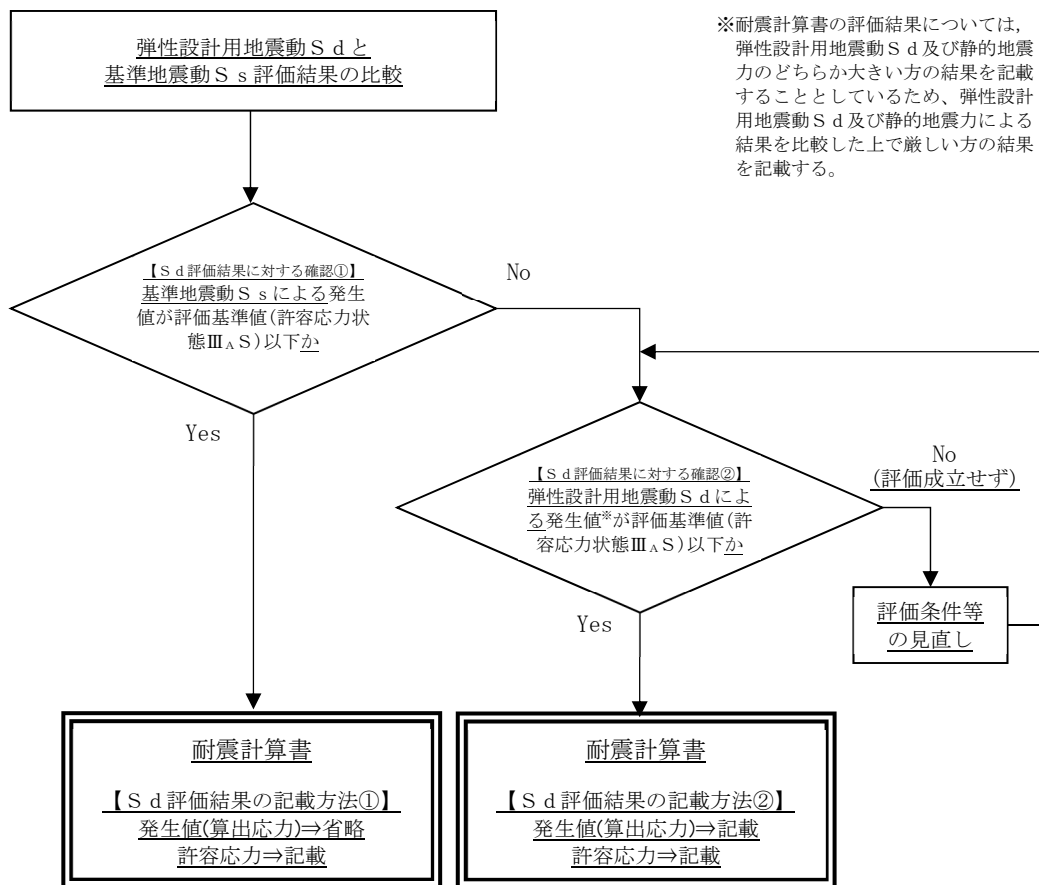 弾性設計用地震動Ｓｄと
基準地震動Ｓｓ評価結果の比較
※耐震計算書の評価結果については,
弾性設計用地震動Ｓｄ及び静的地震
力のどちらか大きい方の結果を記載
することとしているため、弾性設計
用地震動Ｓｄ及び静的地震力による
結果を比較した上で厳しい方の結果
を記載する。
【Ｓｄ評価結果に対する確認①】
基準地震動Ｓｓによる発生
値が評価基準値(許容応力状
態ⅢAＳ)以下か
No
Yes
【Ｓｄ評価結果に対する確認②】
弾性設計用地震動Ｓｄによ
る発生値※が評価基準値(許
容応力状態ⅢAＳ)以下か
No
(評価成立せず)
Yes
評価条件等
の見直し
耐震計算書
【Ｓｄ評価結果の記載方法①】
発生値(算出応力)⇒省略
許容応力⇒記載
耐震計算書
【Ｓｄ評価結果の記載方法②】
発生値(算出応力)⇒記載
許容応力⇒記載